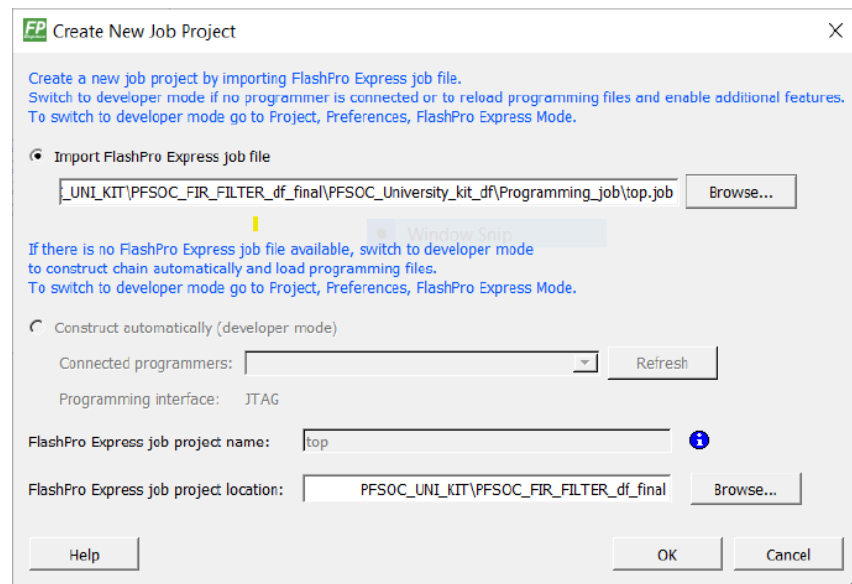 FP Create New Job Project
Create a new job project by importing FlashPro Express job file.
Switch to developer mode if no programmer is connected or to reload programming files and enable additional features.
To switch to developer mode go to Project, Preferences, FlashPro Express Mode.
Import FlashPro Express job file
_UNI_KIT\PFSOC_FIR_FILTER_df_final\PFSOC_University_kit_df\Programming_job\top.job Browse...
Window Snip
If there is no FlashPro Express job file available, switch to developer mode
to construct chain automatically and load programming files.
To switch to developer mode go to Project, Preferences, FlashPro Express Mode.
Construct automatically (developer mode)
Connected programmers: Refresh
Programming interface: JTAG
FlashPro Express job project name: top
FlashPro Express job project location: PFSOC_UNI_KIT\PFSOC_FIR_FILTER_df_final Browse...
Help OK Cancel